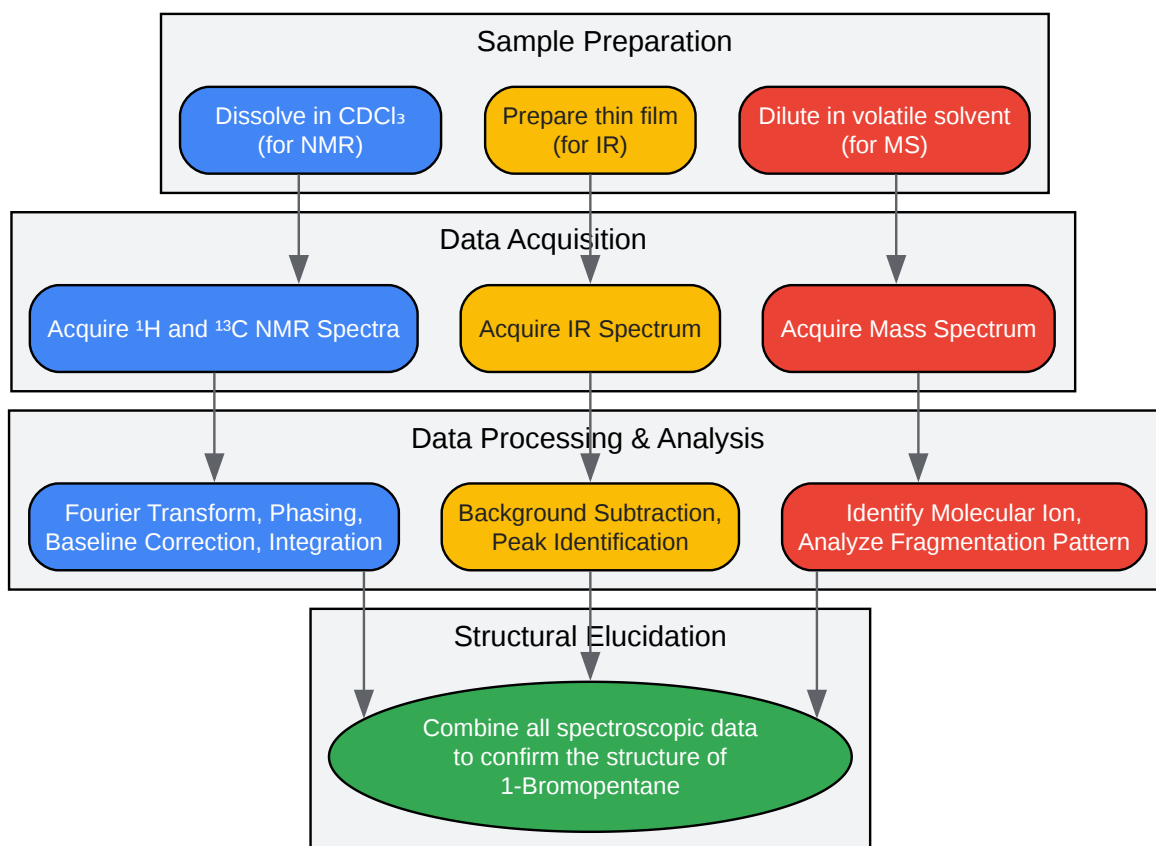 Sample Preparation
Dissolve in CDCl₃
(for NMR)
Prepare thin film
(for IR)
Dilute in volatile solvent
(for MS)
Data Acquisition
Acquire ¹H and ¹³C NMR Spectra
Acquire IR Spectrum
Acquire Mass Spectrum
Data Processing & Analysis
Fourier Transform, Phasing,
Baseline Correction, Integration
Background Subtraction,
Peak Identification
Identify Molecular Ion,
Analyze Fragmentation Pattern
Structural Elucidation
Combine all spectroscopic data
to confirm the structure of
1-Bromopentane